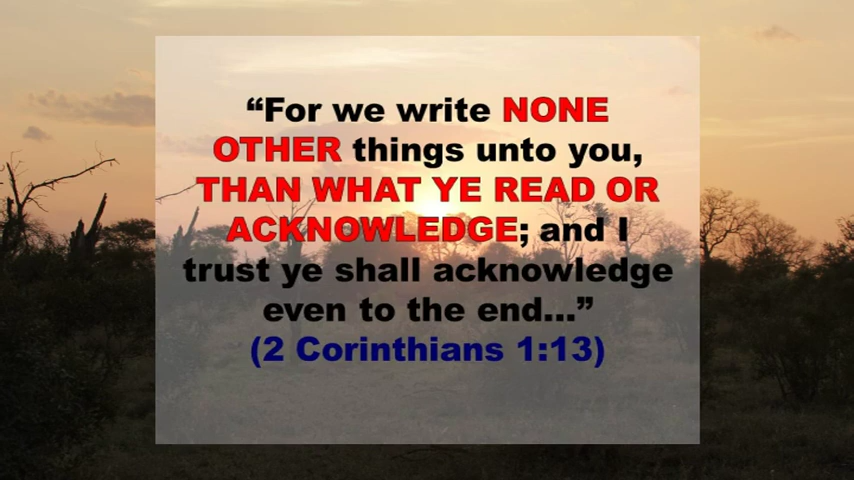 “For we write NONE
OTHER things unto you,
THAN WHAT YE READ OR
ACKNOWLEDGE; and I
trust ye shall acknowledge
even to the end...”
(2 Corinthians 1:13)